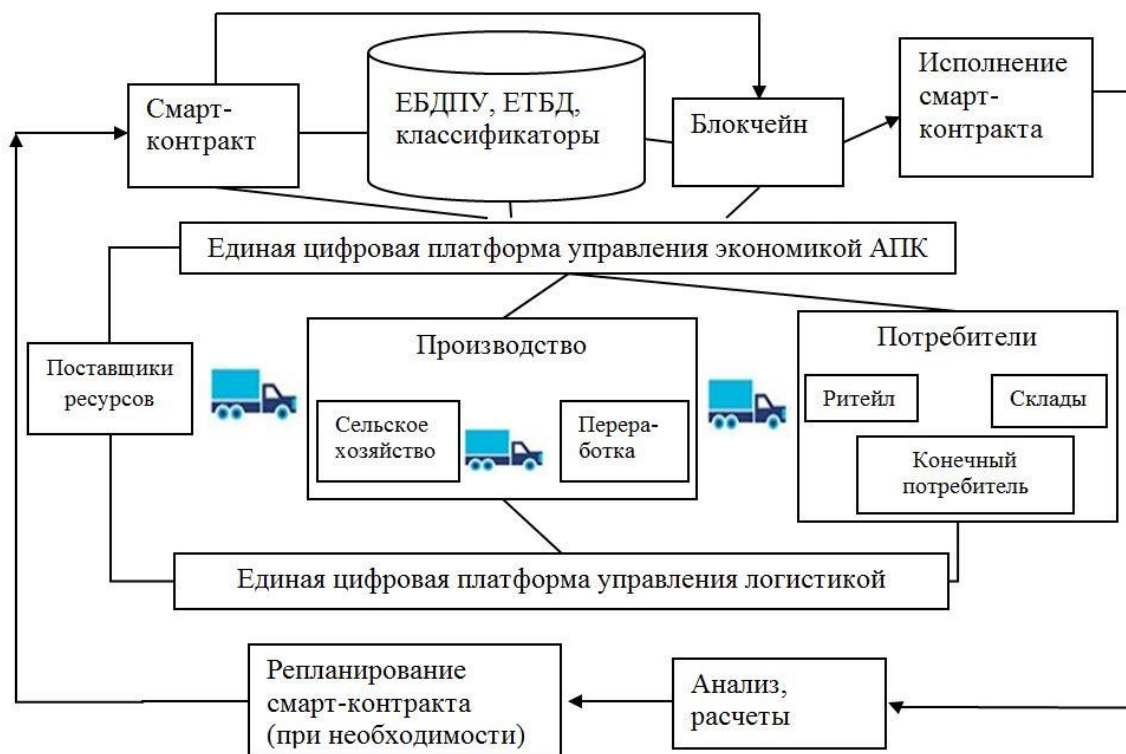 Смарт-
контракт
ЕБДПУ, ЕТБД,
классификаторы
Блокчейн
Исполнение
смарт-
контракта
Единая цифровая платформа управления экономикой АПК
Поставщики
ресурсов
Производство
Сельское
хозяйство
Перера-
ботка
Потребители
Ритейл
Склады
Конечный
потребитель
Единая цифровая платформа управления логистикой
Репланирование
смарт-контракта
(при необходимости)
Анализ,
расчеты